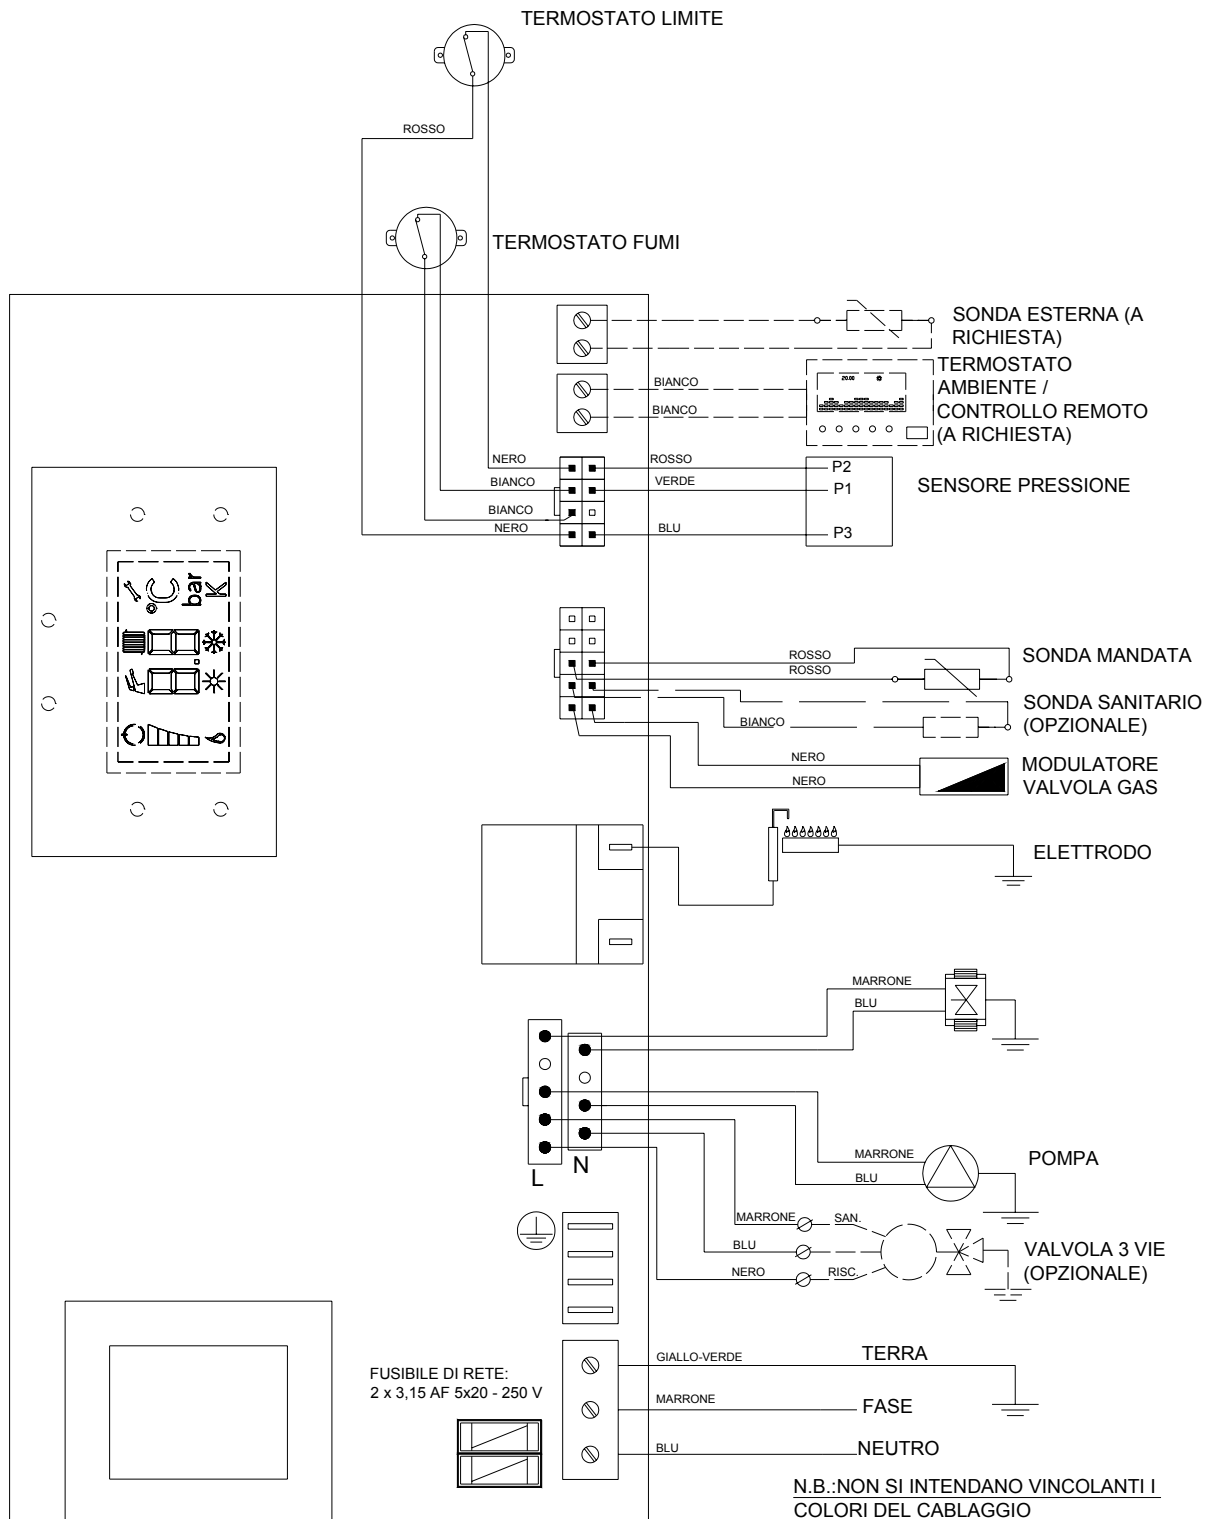 TERMOSTATO LIMITE
ROSSO
TERMOSTATO FUMI
SONDA ESTERNA (A
RICHIESTA)
TERMOSTATO
AMBIENTE /
CONTROLLO REMOTO
(A RICHIESTA)
BIANCO
BIANCO
20.00
NERO
ROSSO
P2
BIANCO
VERDE
P1
SENSORE PRESSIONE
BIANCO
NERO
BLU
P3
°C
bar
K
ROSSO
ROSSO
SONDA MANDATA
SONDA SANITARIO
(OPZIONALE)
BIANCO
NERO
NERO
MODULATORE
VALVOLA GAS
ELETTRODO
MARRONE
BLU
L
N
MARRONE
BLU
POMPA
MARRONE
SAN.
BLU
NERO
RISC.
VALVOLA 3 VIE
(OPZIONALE)
GIALLO-VERDE
TERRA
FUSIBILE DI RETE:
2 x 3,15 AF 5x20 - 250 V
MARRONE
FASE
BLU
NEUTRO
N.B.:NON SI INTENDANO VINCOLANTI I
COLORI DEL CABLAGGIO